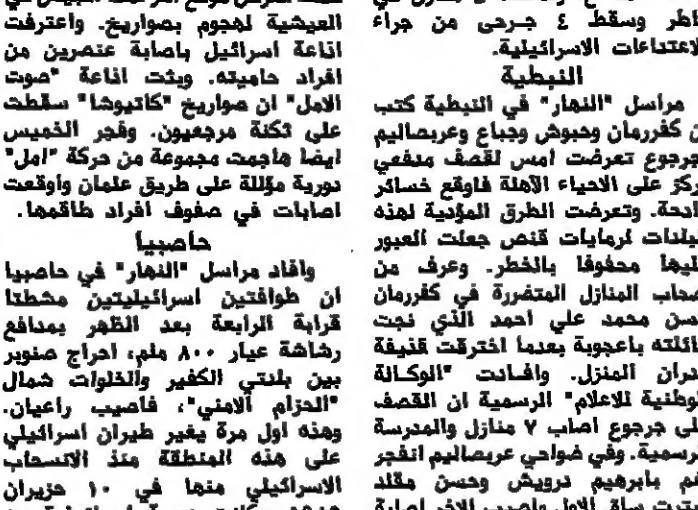 خاطر وسقط ٤ جرحى من جراء
الاعتداءات الاسرائيلية.
النبطية
مراسل "النهار" في النبطية كتب
ان كفررمان وحبوش وجباع وعربصاليم
وجرجوع تعرضت امس لقصف مدفعي
تركز على الاحياء الآهلة فاوقع خسائر
فادحة. وتعرضت الطرق المؤدية لهذه
البلدات لرمايات قنص جعلت العبور
عليها محفوفا بالخطر. وعرف من
اصحاب المنازل المتضررة في كفررمان
حسن محمد علي احمد الذي نجت
عائلته باعجوبة بعدما اخترقت قذيفة
جدران المنزل. وافادت "الوكالة
الوطنية للاعلام" الرسمية ان القصف
على جرجوع اصاب ٧ منازل والمدرسة
الرسمية. وفي ضواحي عربصاليم انفجر
لغم بابرهيم درويش وحسن مقلد
فبترت ساق الاول واصيب الاخر اصابة
العيشية لهجوم بصواريخ. واعترفت
اذاعة اسرائيل باصابة عنصرين من
افراد حاميته. وبثت اذاعة "صوت
الامل" ان صواريخ "كاتيوشا" سقطت
على ثكنة مرجعيون. وفجر الخميس
ايضا هاجمت مجموعة من حركة "امل"
دورية مؤللة على طريق علمان واوقعت
اصابات في صفوف افراد طاقمها.
حاصبيا
وافاد مراسل "النهار" في حاصبيا
ان طوافتين اسرائيليتين مشطتا
قرابة الرابعة بعد الظهر بمدافع
رشاشة عيار ٨٠٠ ملم، احراج صنوبر
بين بلدتي الكفير والخلوات شمال
"الحزام الامني"، فاصيب راعيان.
وهذه اول مرة يغير طيران اسرائيلي
على هذه المنطقة منذ الانسحاب
الاسرائيلي منها في ١٠ حزيران